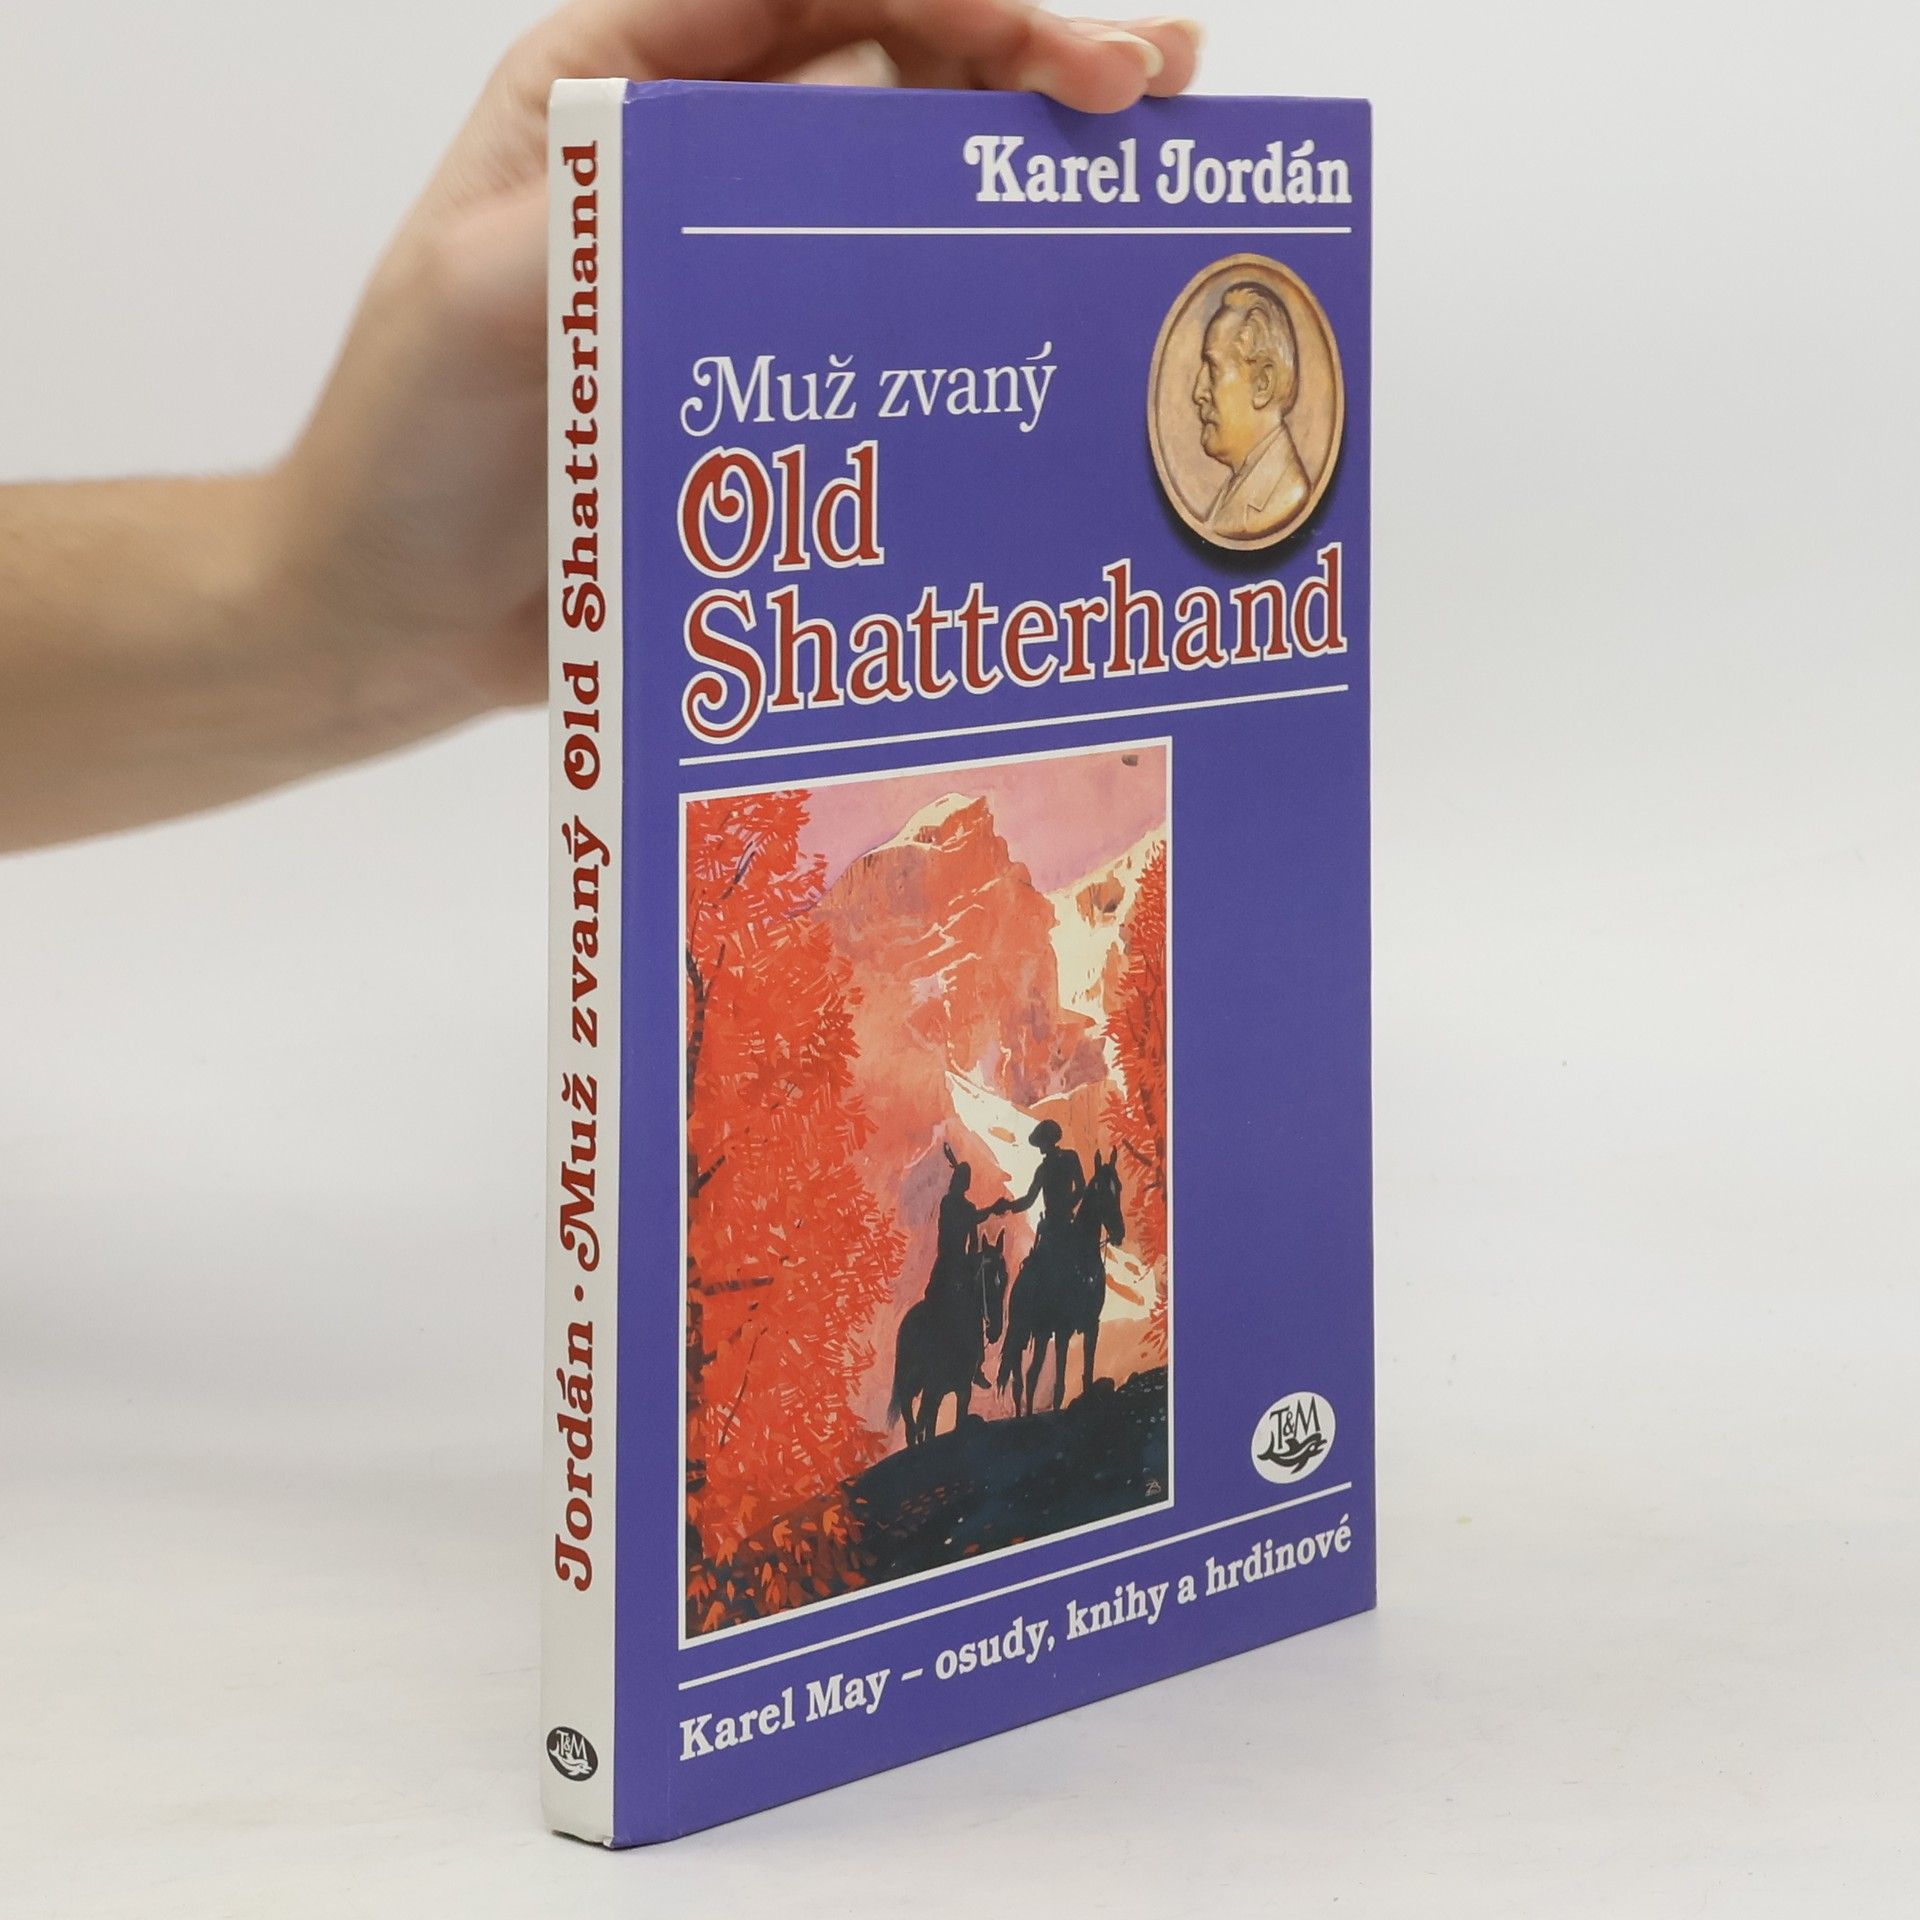 Karel Jordán
Muž zvaný
Old
Shatterhand
T&M
Karel May – osudy, knihy a hrdinové
Jordán · Muž zvaný Old Shatterhand
T&M